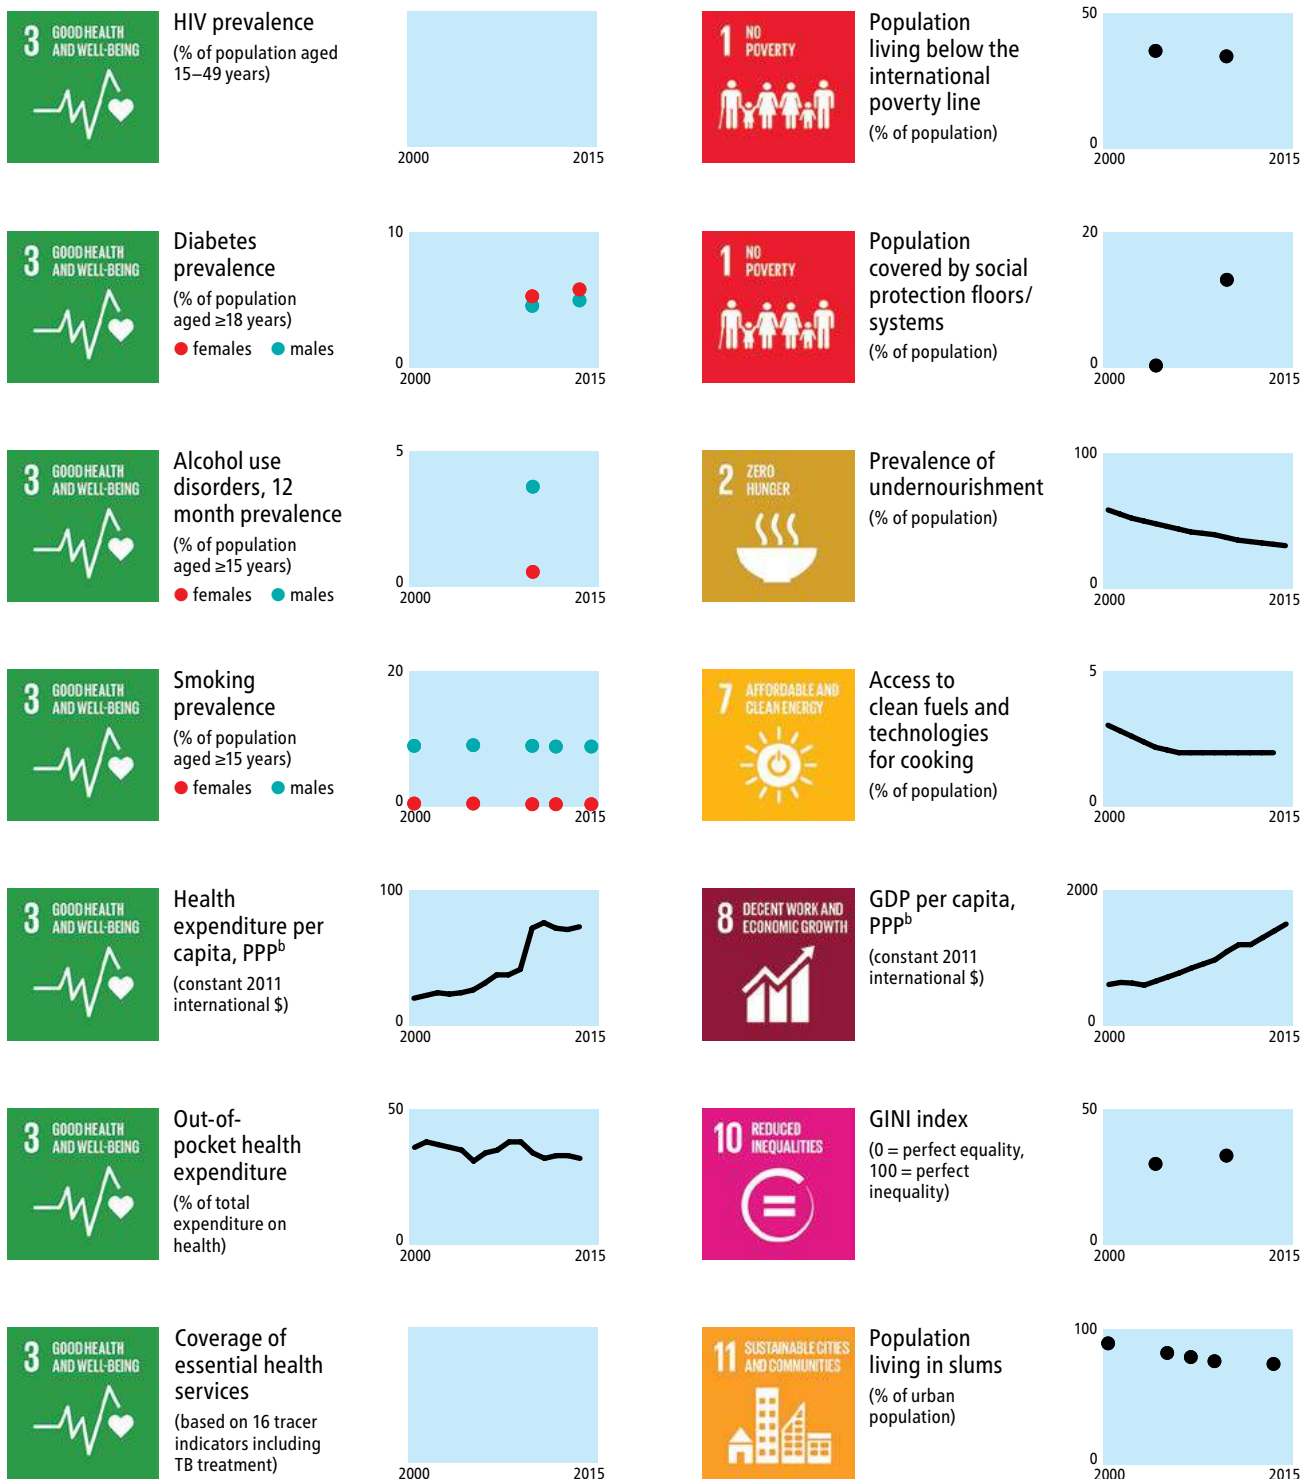 3 GOOD HEALTH
AND WELL-BEING
HIV prevalence
(% of population aged
15–49 years)
2000 2015
3 GOOD HEALTH
AND WELL-BEING
Diabetes
prevalence
(% of population
aged ≥18 years)
females males
10
0
2000 2015
3 GOOD HEALTH
AND WELL-BEING
Alcohol use
disorders, 12
month prevalence
(% of population
aged ≥15 years)
females males
5
0
2000 2015
3 GOOD HEALTH
AND WELL-BEING
Smoking
prevalence
(% of population
aged ≥15 years)
females males
20
0
2000 2015
3 GOOD HEALTH
AND WELL-BEING
Health
expenditure per
capita, PPPb
(constant 2011
international $)
100
0
2000 2015
3 GOOD HEALTH
AND WELL-BEING
Out-of-
pocket health
expenditure
(% of total
expenditure on
health)
50
0
2000 2015
3 GOOD HEALTH
AND WELL-BEING
Coverage of
essential health
services
(based on 16 tracer
indicators including
TB treatment)
2000 2015
1 NO
POVERTY
Population
living below the
international
poverty line
(% of population)
50
0
2000 2015
1 NO
POVERTY
Population
covered by social
protection floors/
systems
(% of population)
20
0
2000 2015
2 ZERO
HUNGER
Prevalence of
undernourishment
(% of population)
100
0
2000 2015
7 AFFORDABLE AND
CLEAN ENERGY
Access to
clean fuels and
technologies
for cooking
(% of population)
5
0
2000 2015
8 DECENT WORK AND
ECONOMIC GROWTH
GDP per capita,
PPPb
(constant 2011
international $)
2000
0
2000 2015
10 REDUCED
INEQUALITIES
GINI index
(0 = perfect equality,
100 = perfect
inequality)
50
0
2000 2015
11 SUSTAINABLE CITIES
AND COMMUNITIES
Population
living in slums
(% of urban
population)
100
0
2000 2015